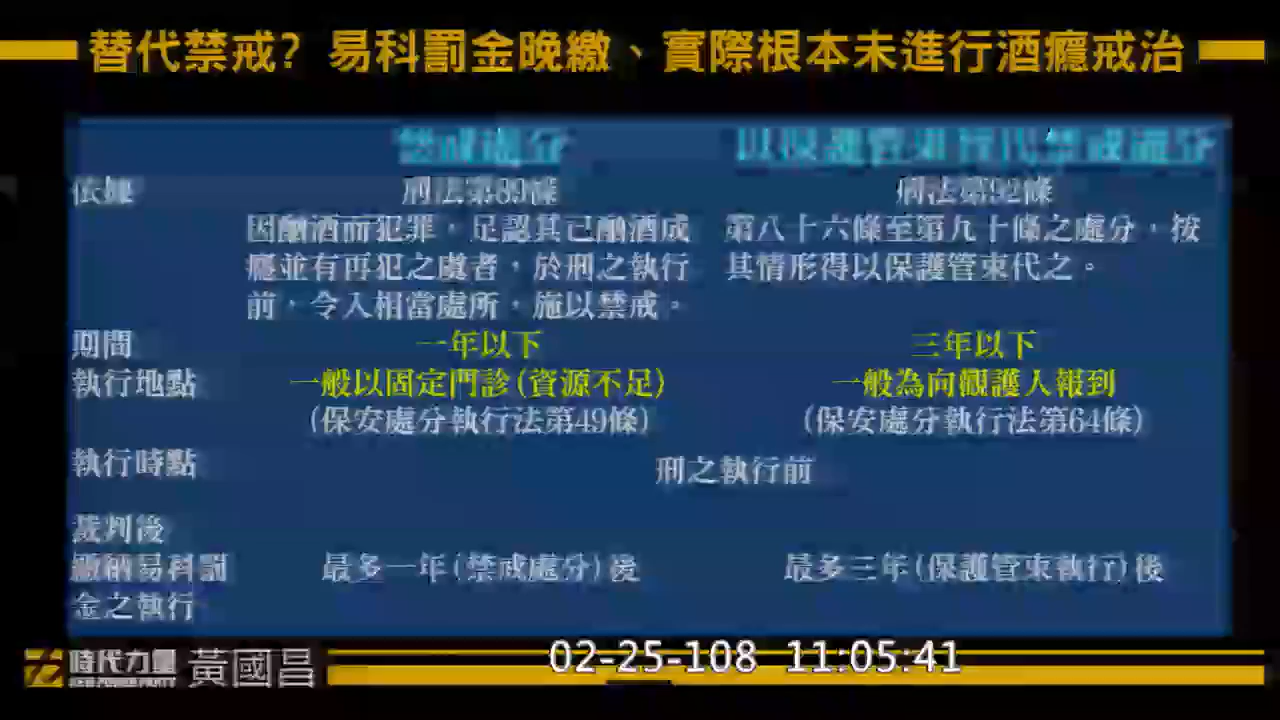 替代禁戒?易科罰金晚繳、實際根本未進行酒癮戒治
禁戒處分 以保護管束執行代替禁戒處分
依據 刑法第89條 刑法第92條
因酗酒而犯罪,足認其已酗酒成 第八十六條至第九十條之處分,按
癮並有再犯之虞者,於刑之執行 其情形得以保護管束代之。
前,令入相當處所,施以禁戒。
期間 一年以下 三年以下
執行地點 一般以固定門診(資源不足) 一般為向觀護人報到
(保安處分執行法第49條) (保安處分執行法第64條)
執行時點 刑之執行前
裁判後
繳納易科罰 最多一年(禁戒處分)後 最多三年(保護管束執行)後
金之執行
時代力量 黃國昌 02-25-108 11:05:41